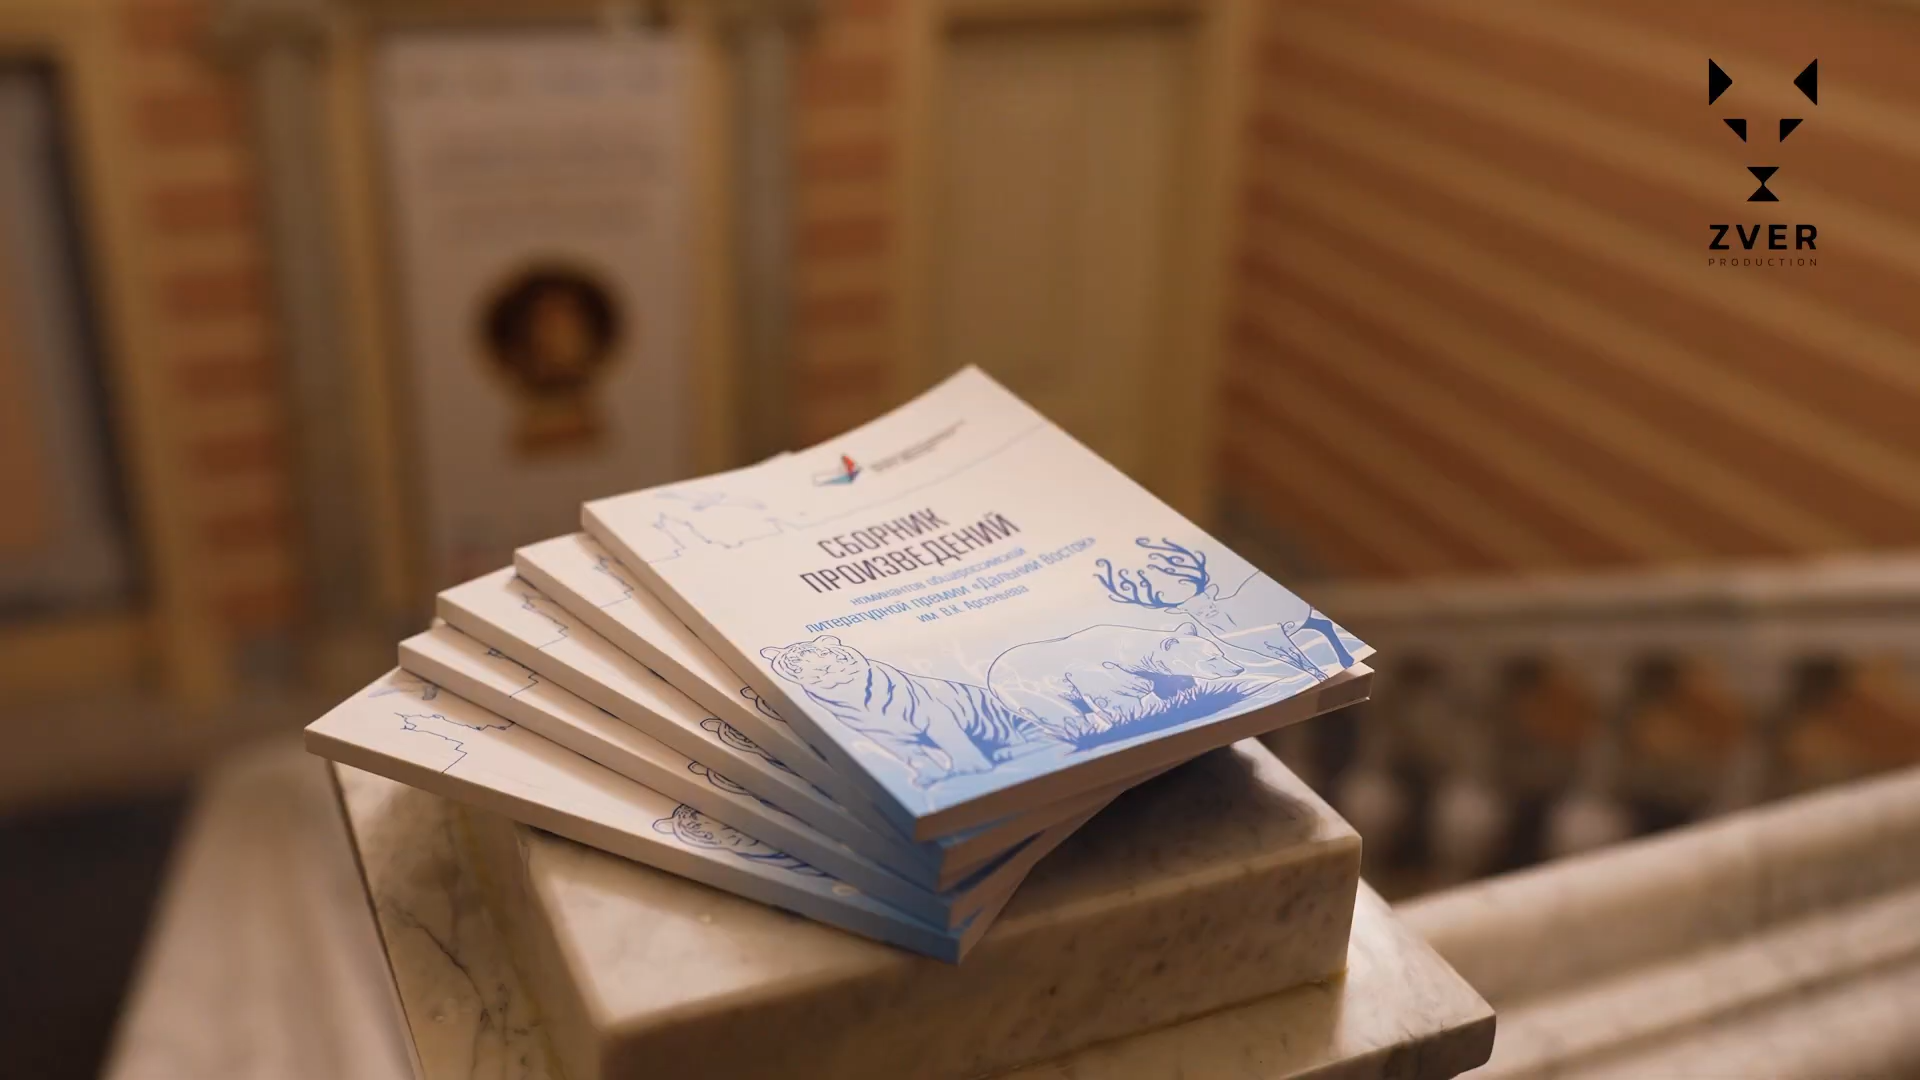 СБОРНИК
ПРОИЗВЕДЕНИЙ
номинантов общероссийской
литературной премии «Дальний Восток»
им. В.К. Арсеньева
ZVER
PRODUCTION